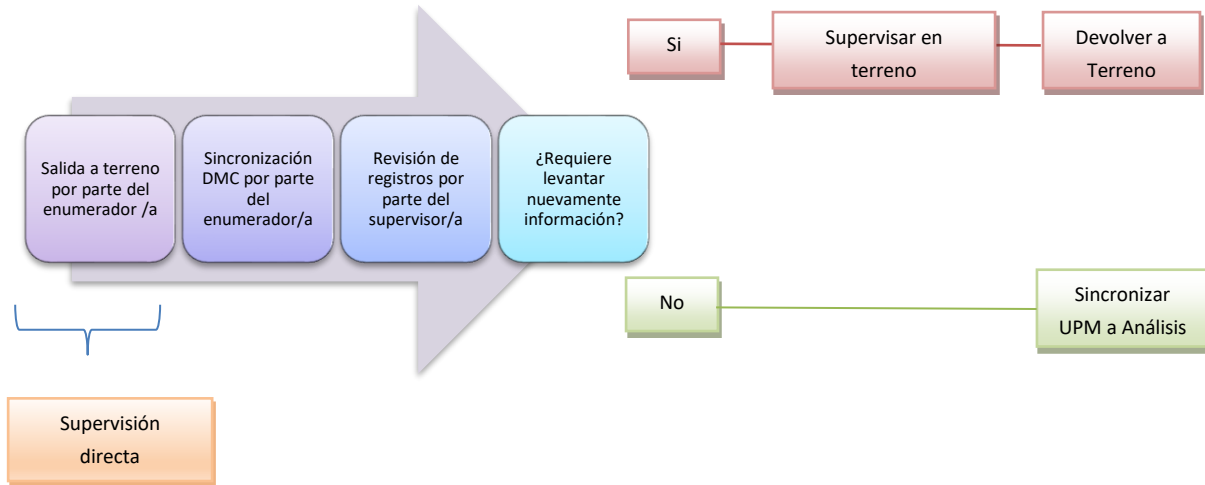 Salida a terreno
por parte del
enumerador /a
Sincronización
DMC por parte
del
enumerador/a
Revisión de
registros por
parte del
supervisor/a
¿Requiere
levantar
nuevamente
información?
Si
Supervisar en
terreno
Devolver a
Terreno
No
Sincronizar
UPM a Análisis
Supervisión
directa